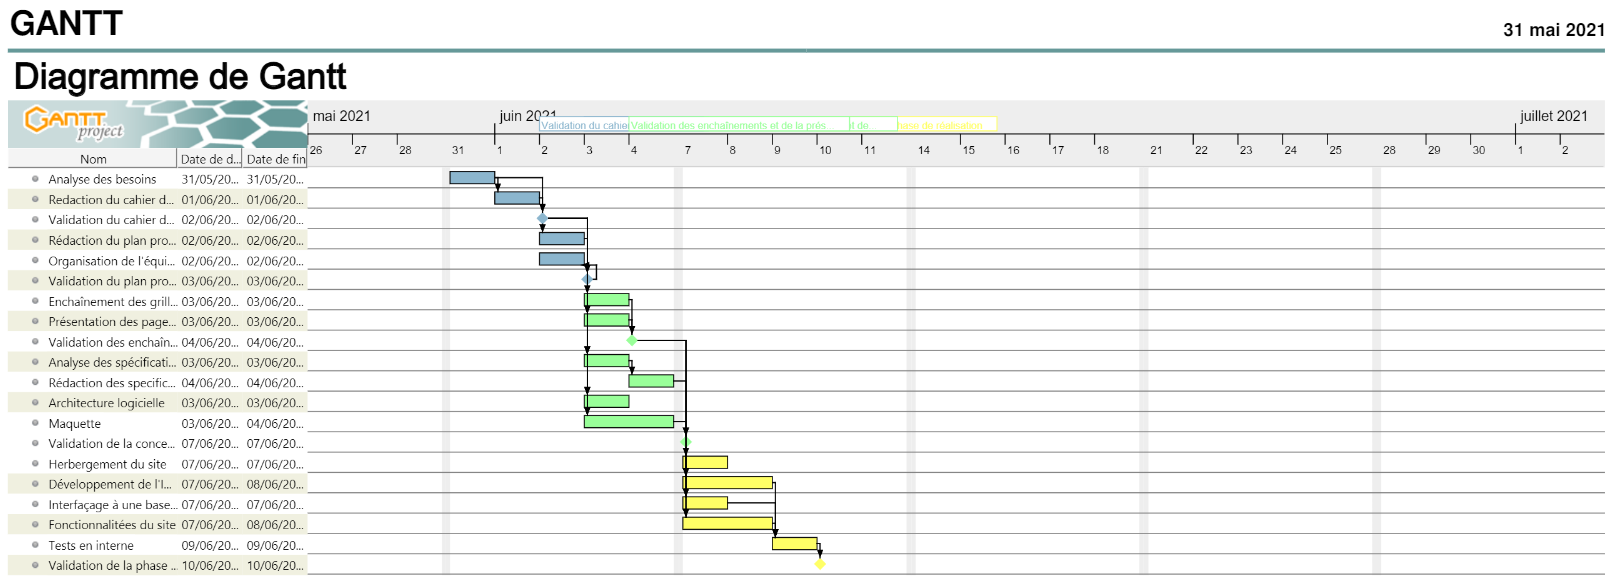 GANTT
31 mai 2021
Diagramme de Gantt
GANTT project
mai 2021 juin 2021 juillet 2021
Validation du cahie Validation des enchaînements et de la prés... t de...
26 27 28 31 1 2 3 4 7 8 9 10 11 14 15 16 17 18 21 22 23 24 25 28 29 30 1 2
Nom Date de d... Date de fin
Analyse des besoins 31/05/20... 31/05/20...
Redaction du cahier d... 01/06/20... 01/06/20...
Validation du cahier d... 02/06/20... 02/06/20...
Rédaction du plan pro... 02/06/20... 02/06/20...
Organisation de l'équi... 02/06/20... 02/06/20...
Validation du plan pro... 03/06/20... 03/06/20...
Enchaînement des grill... 03/06/20... 03/06/20...
Présentation des page... 03/06/20... 03/06/20...
Validation des enchaîn... 04/06/20... 04/06/20...
Analyse des spécificati... 03/06/20... 03/06/20...
Rédaction des specific... 04/06/20... 04/06/20...
Architecture logicielle 03/06/20... 03/06/20...
Maquette 03/06/20... 04/06/20...
Validation de la conce... 07/06/20... 07/06/20...
Herbergement du site 07/06/20... 07/06/20...
Développement de l'I... 07/06/20... 08/06/20...
Interfaçage à une base... 07/06/20... 07/06/20...
Fonctionnalitées du site 07/06/20... 08/06/20...
Tests en interne 09/06/20... 09/06/20...
Validation de la phase ... 10/06/20... 10/06/20...